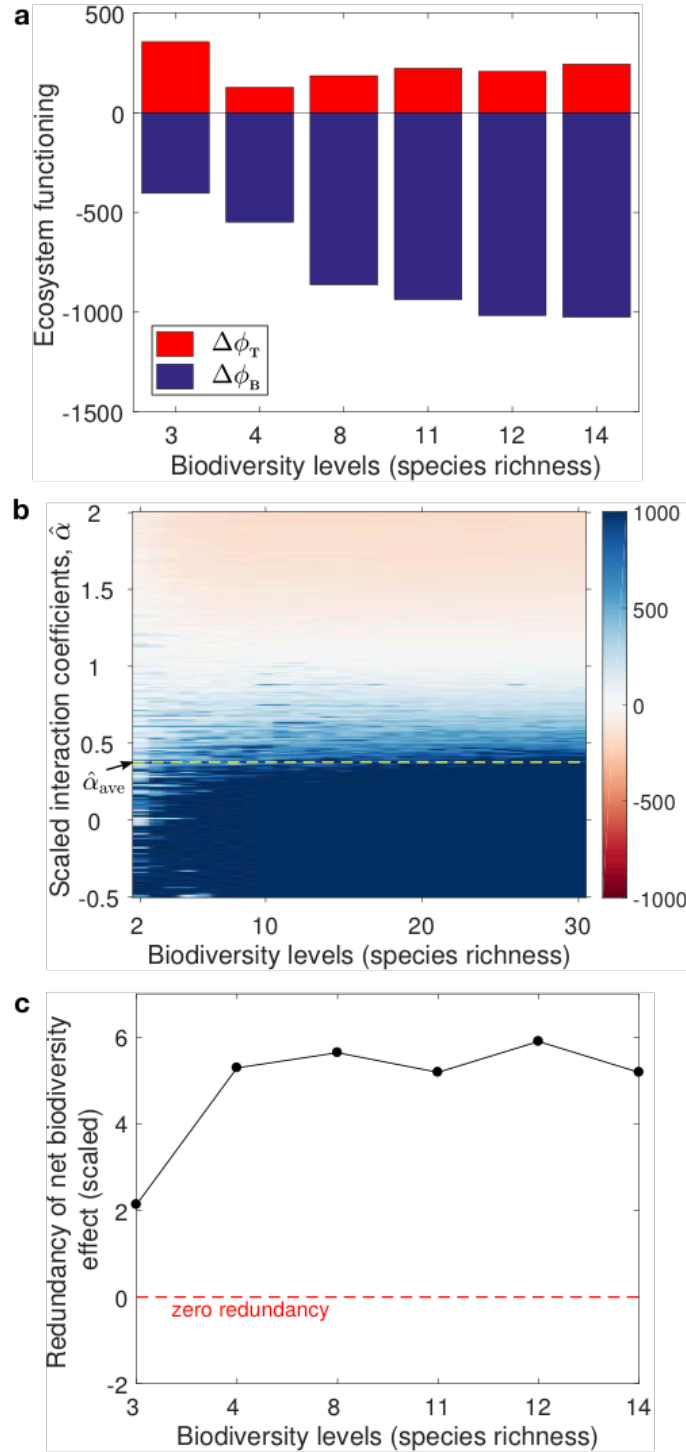 a
500
0
-500
-1000
-1500
Ecosystem functioning
Δϕ_T
Δϕ_B
3 4 8 11 12 14
Biodiversity levels (species richness)
b
2
1.5
1
0.5
0
-0.5
Scaled interaction coefficients, α̂
α̂_ave
1000
500
0
-500
-1000
2 10 20 30
Biodiversity levels (species richness)
c
6
4
2
0
-2
Redundancy of net biodiversity
effect (scaled)
zero redundancy
3 4 8 11 12 14
Biodiversity levels (species richness)